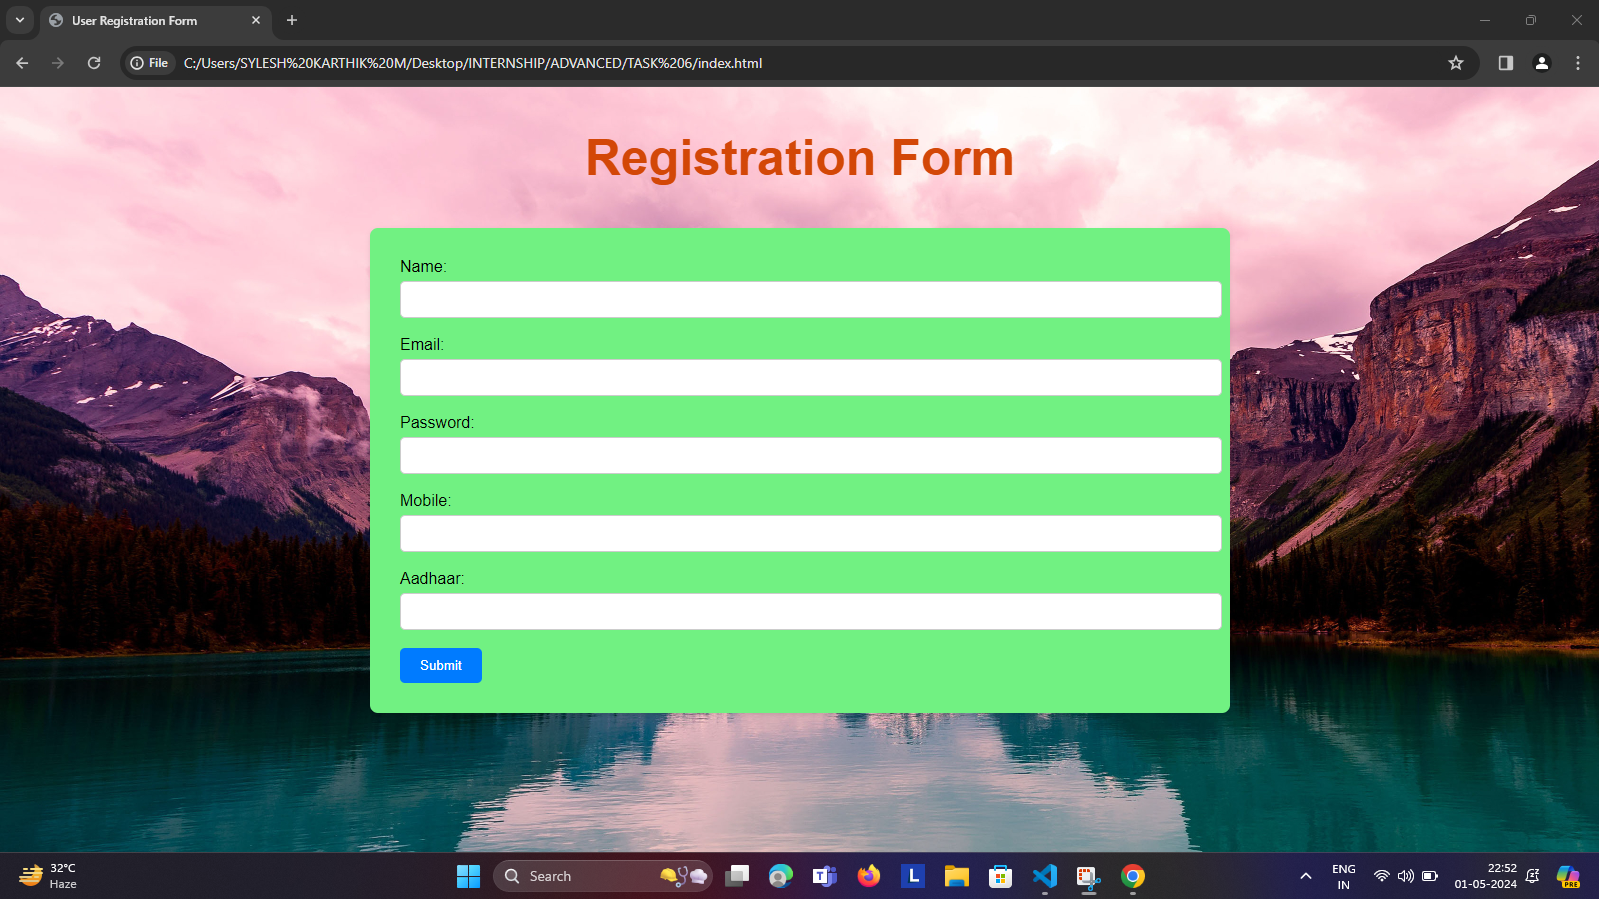 User Registration Form
File
C:/Users/SYLESH%20KARTHIK%20M/Desktop/INTERNSHIP/ADVANCED/TASK%206/index.html
Registration Form
Name:
Email:
Password:
Mobile:
Aadhaar:
Submit
32°C
Haze
Search
T
L
PRE
ENG
IN
22:52
01-05-2024